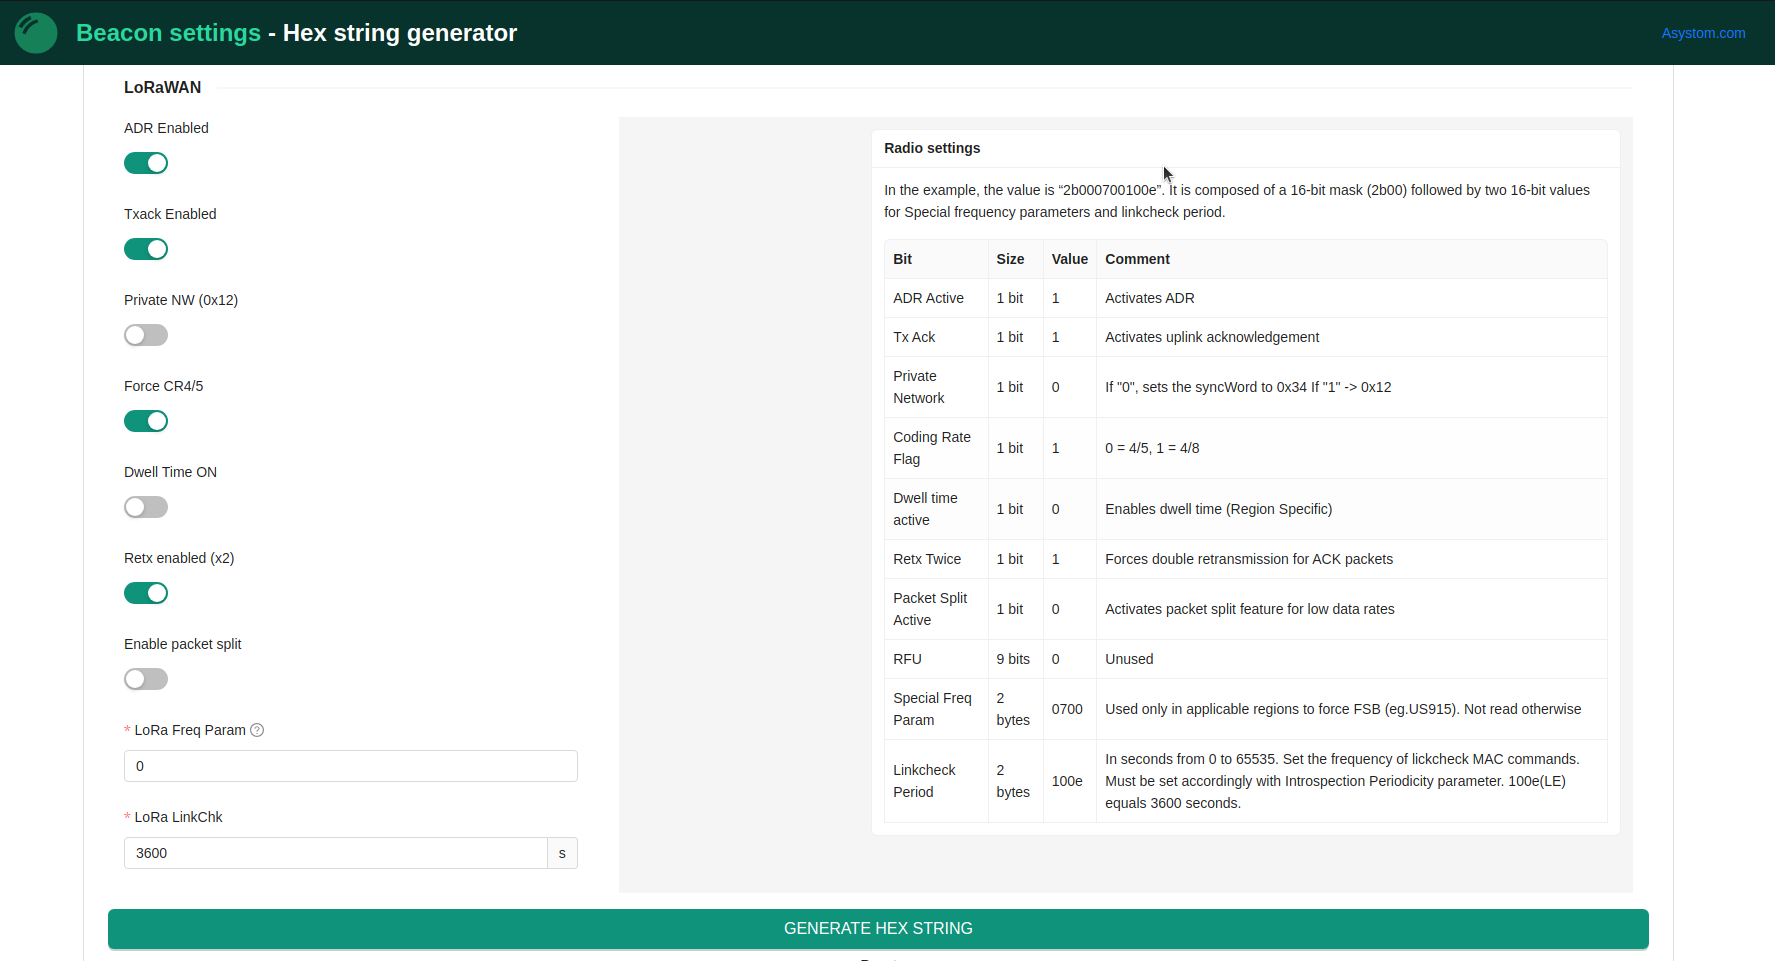 Beacon settings - Hex string generator
Asystom.com
LoRaWAN
ADR Enabled
Txack Enabled
Private NW (0x12)
Force CR4/5
Dwell Time ON
Retx enabled (x2)
Enable packet split
* LoRa Freq Param ?
0
* LoRa LinkChk
3600 s
Radio settings
In the example, the value is “2b000700100e”. It is composed of a 16-bit mask (2b00) followed by two 16-bit values
for Special frequency parameters and linkcheck period.
Bit Size Value Comment
ADR Active 1 bit 1 Activates ADR
Tx Ack 1 bit 1 Activates uplink acknowledgement
Private
Network 1 bit 0 If "0", sets the syncWord to 0x34 If "1" -> 0x12
Coding Rate
Flag 1 bit 1 0 = 4/5, 1 = 4/8
Dwell time
active 1 bit 0 Enables dwell time (Region Specific)
Retx Twice 1 bit 1 Forces double retransmission for ACK packets
Packet Split
Active 1 bit 0 Activates packet split feature for low data rates
RFU 9 bits 0 Unused
Special Freq
Param 2
bytes 0700 Used only in applicable regions to force FSB (eg.US915). Not read otherwise
Linkcheck
Period 2
bytes 100e In seconds from 0 to 65535. Set the frequency of lickcheck MAC commands.
Must be set accordingly with Introspection Periodicity parameter. 100e(LE)
equals 3600 seconds.
GENERATE HEX STRING